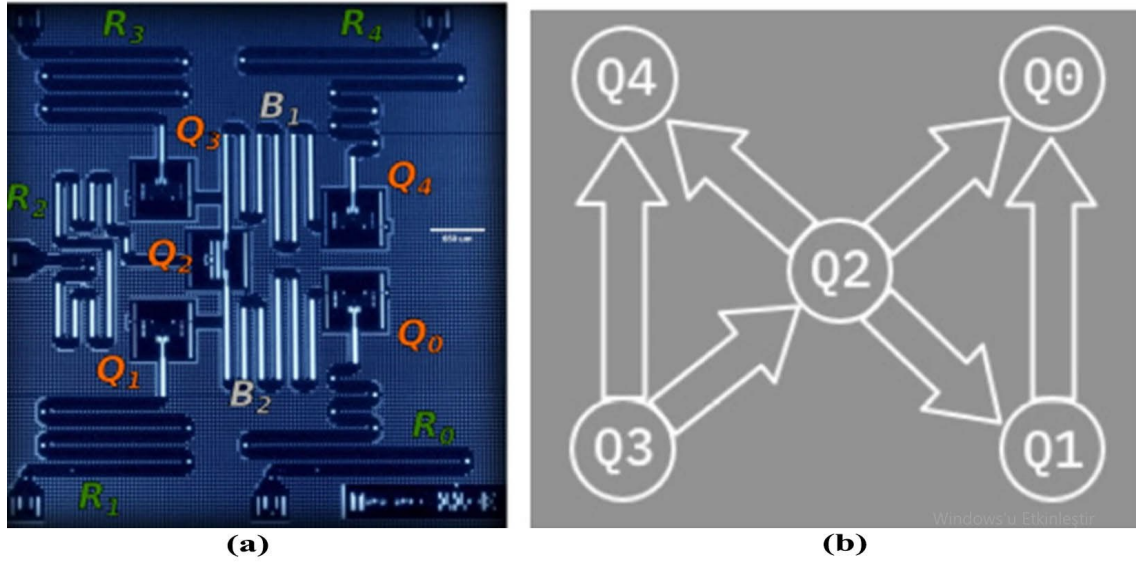 R3
R4
B1
Q3
Q4
R2
Q2
Q1
Q0
B2
R0
R1
Q4
Q0
Q2
Q3
Q1
Windows'u Etkinleştir
(a)
(b)